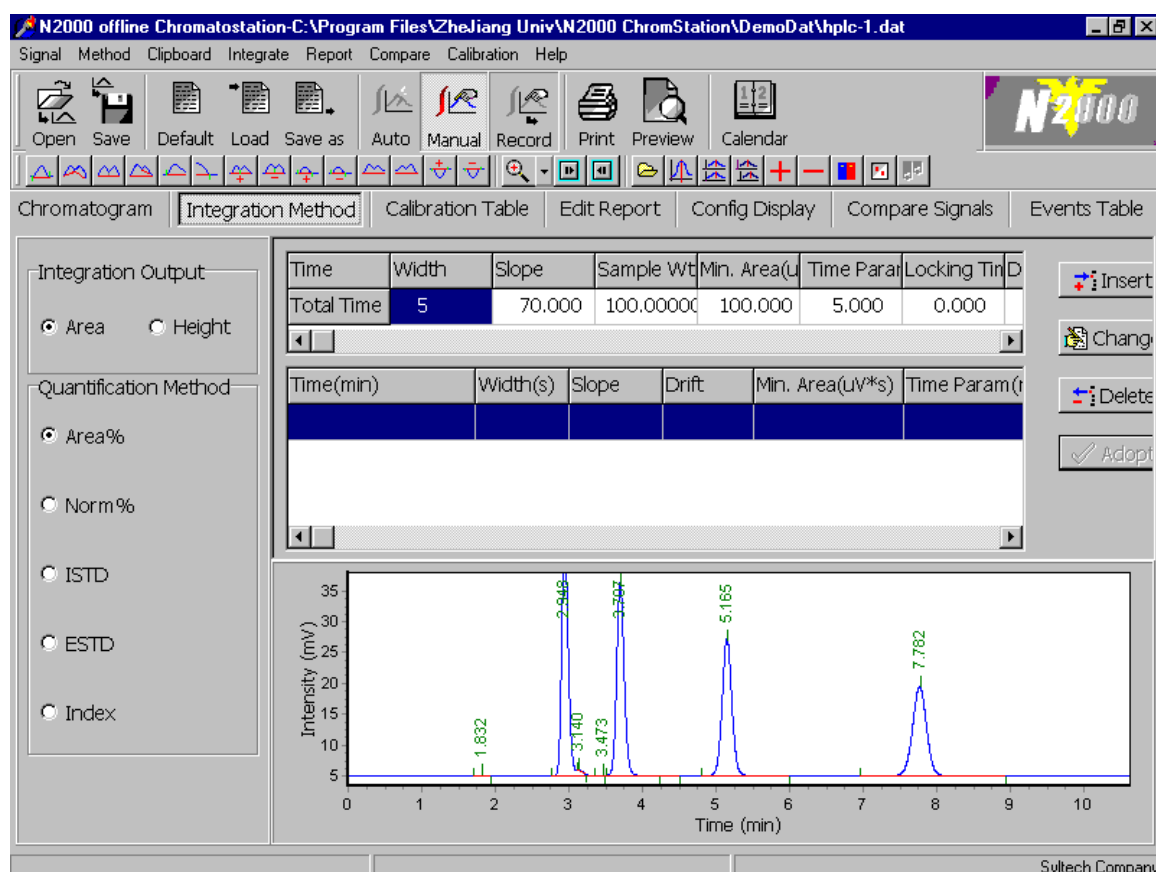 N2000 offline Chromatostation-C:\Program Files\ZheJiang Univ\N2000 ChromStation\DemoDat\hplc-1.dat
Signal Method Clipboard Integrate Report Compare Calibration Help
N2000
Open Save Default Load Save as Auto Manual Record Print Preview Calendar
Chromatogram Integration Method Calibration Table Edit Report Config Display Compare Signals Events Table
Integration Output
Area Height
Quantification Method
Area%
Norm%
ISTD
ESTD
Index
Time Width Slope Sample Wt Min. Area(u Time Parar Locking Tin D
Total Time 5 70.000 100.00000 100.000 5.000 0.000
Time(min) Width(s) Slope Drift Min. Area(uV*s) Time Param(r
Insert
Chang
Delete
Adopt
Intensity (mV)
35
30
25
20
15
10
5
1.832
2.948
3.140
3.473
5.165
7.782
0 1 2 3 4 5 6 7 8 9 10
Time (min)
Sultech Company